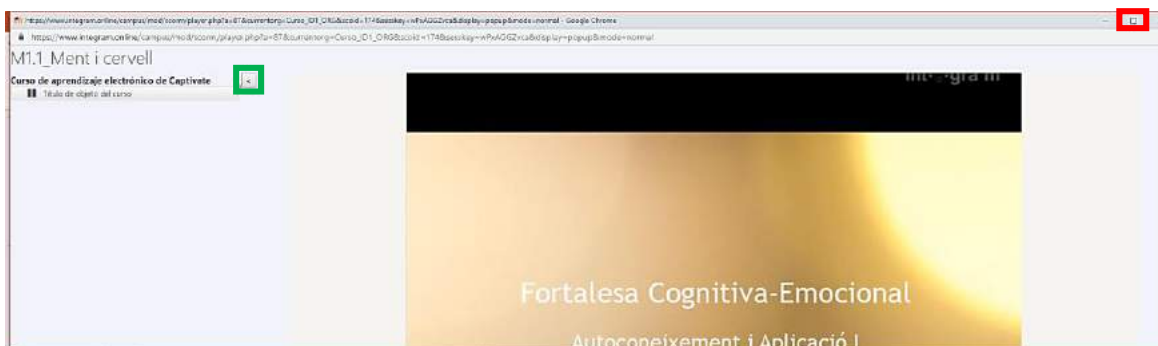 https://www.integram.online/campus/mod/scorm/player.php?a=87&currentorg=Curso_ID1_ORG&scoid=174&sesskey=wPxAGGZxca&display=popup&mode=normal - Google Chrome
https://www.integram.online/campus/mod/scorm/player.php?a=87&currentorg=Curso_ID1_ORG&scoid=174&sesskey=wPxAGGZxca&display=popup&mode=normal
M1.1_Ment i cervell
Curso de aprendizaje electrónico de Captivate <
Título de objeto del curso
Fortalesa Cognitiva-Emocional
Autoconeixement i Aplicació I